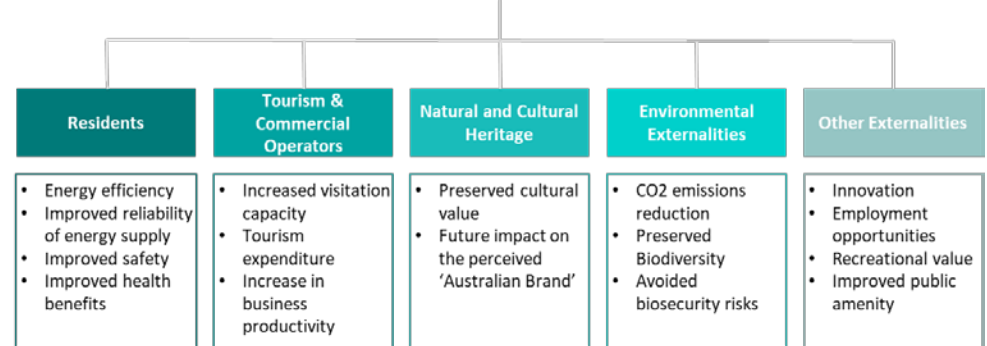 Residents
• Energy efficiency
• Improved reliability
of energy supply
• Improved safety
• Improved health
benefits
Tourism &
Commercial
Operators
• Increased visitation
capacity
• Tourism
expenditure
• Increase in
business
productivity
Natural and Cultural
Heritage
• Preserved cultural
value
• Future impact on
the perceived
‘Australian Brand’
Environmental
Externalities
• CO2 emissions
reduction
• Preserved
Biodiversity
• Avoided
biosecurity risks
Other Externalities
• Innovation
• Employment
opportunities
• Recreational value
• Improved public
amenity